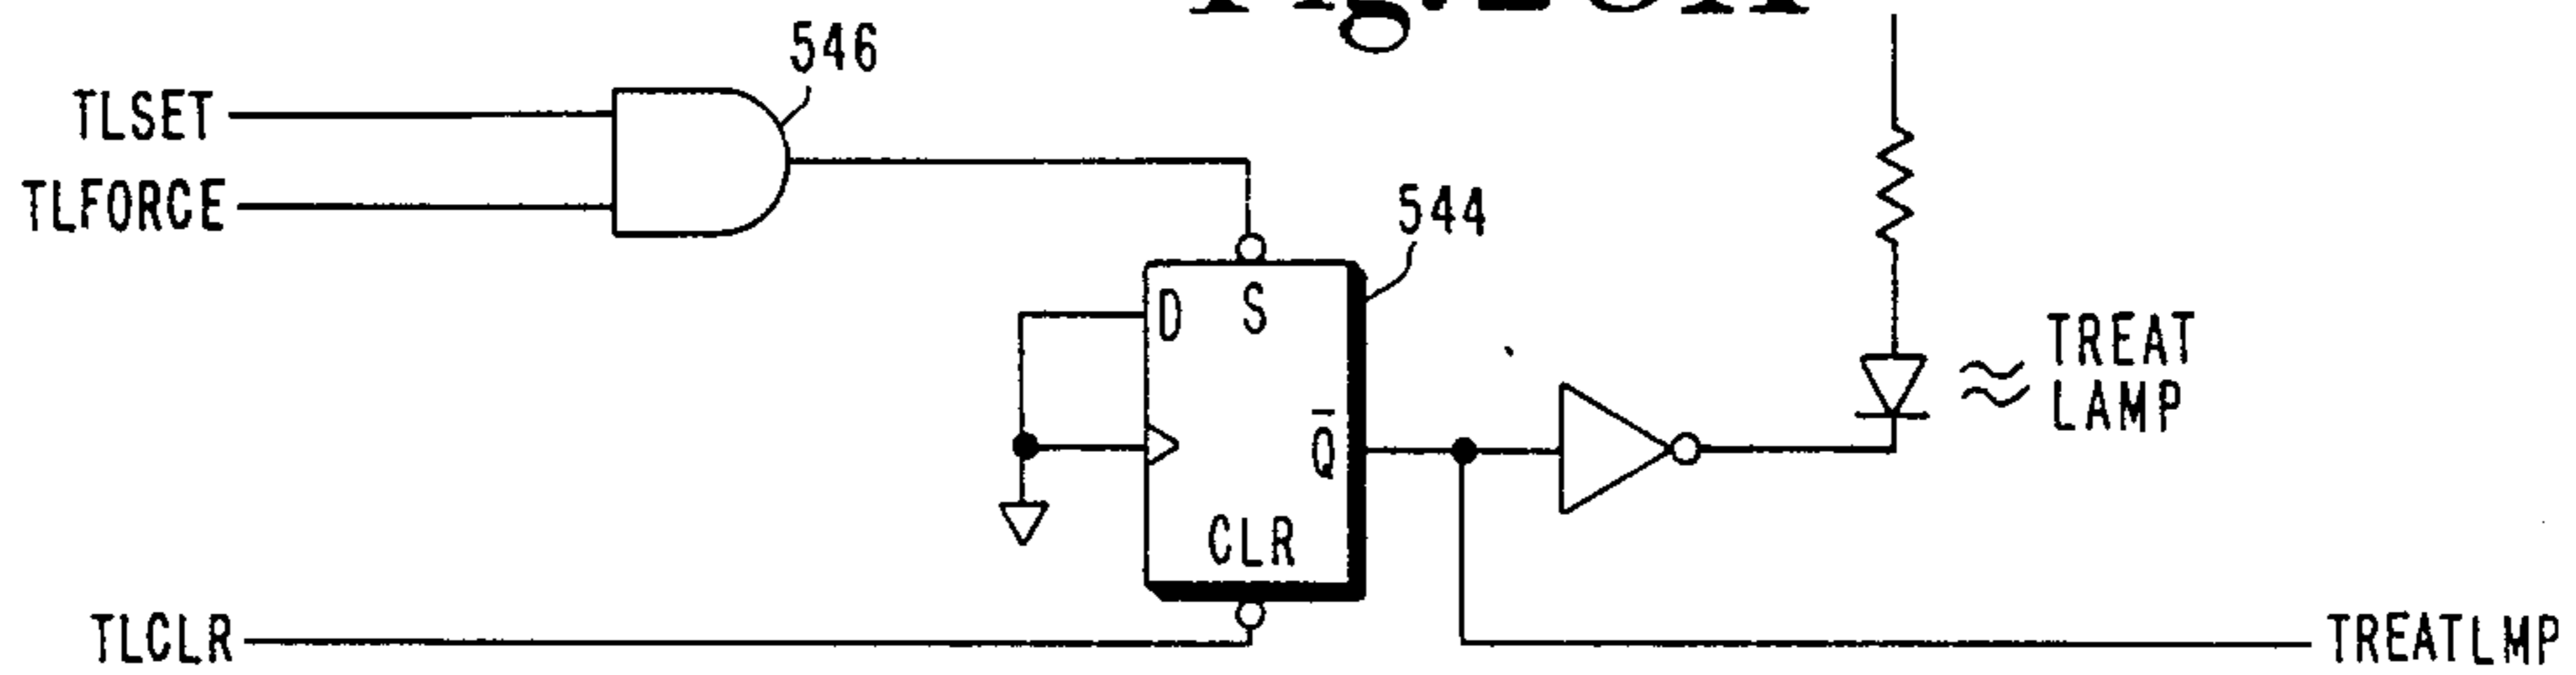 546
TLSET
TLFORCE
544
D
S
Q̅
CLR
TREAT
LAMP
TLCLR
TREATLMP